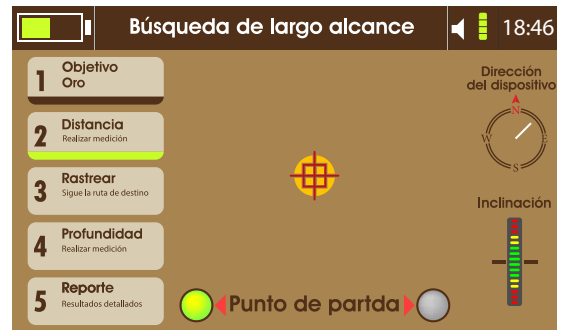 Búsqueda de largo alcance
18:46
1 Objetivo
Oro
2 Distancia
Realizar medición
3 Rastrear
Sigue la ruta de destino
4 Profundidad
Realizar medición
5 Reporte
Resultados detallados
Dirección
del dispositivo
N
W E
S
Inclinación
Punto de partda